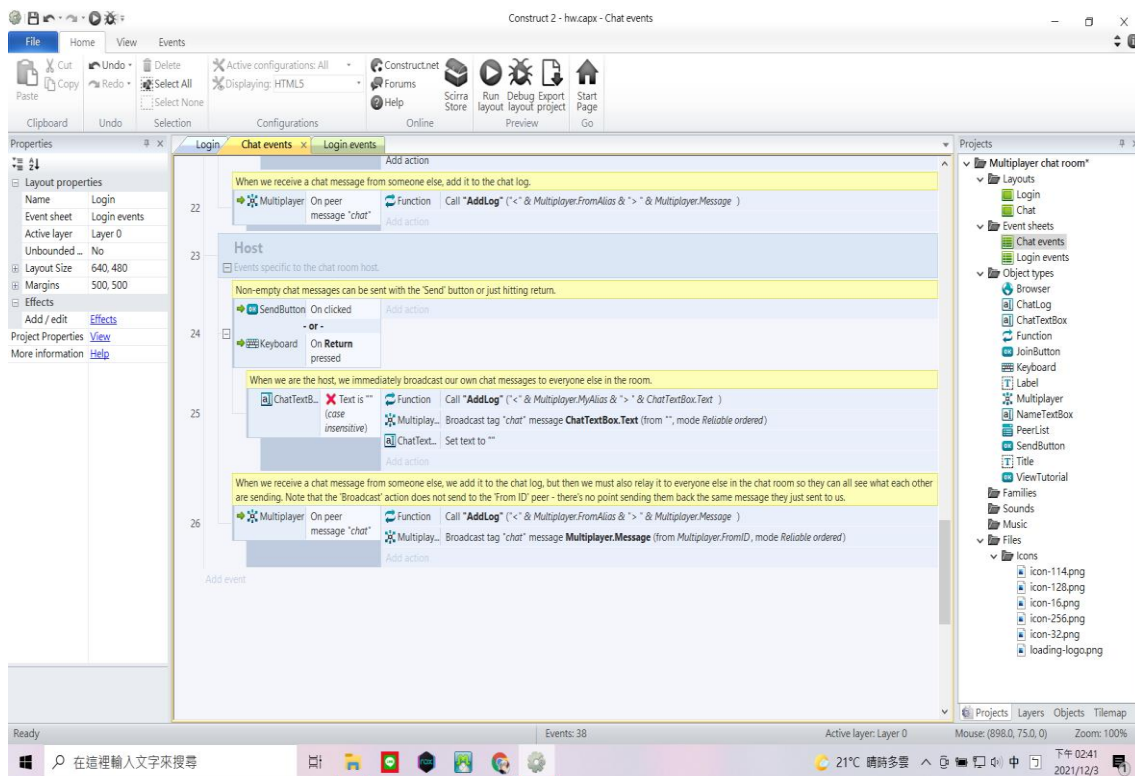 Construct 2 - hw.capx - Chat events
File Home View Events
Paste
Cut
Copy
Clipboard
Undo
Redo
Undo
Delete
Select All
Select None
Selection
Active configurations: All
Displaying: HTML5
Configurations
Construct.net
Forums
Help
Scirra Store
Online
Run layout
Debug layout
Export project
Preview
Start Page
Go
Properties
Layout properties
Name Login
Event sheet Login events
Active layer Layer 0
Unbounded ... No
Layout Size 640, 480
Margins 500, 500
Effects
Add / edit Effects
Project Properties View
More information Help
Login Chat events x Login events
Add action
When we receive a chat message from someone else, add it to the chat log.
22
Multiplayer On peer message "chat"
Function Call "AddLog" ("<" & Multiplayer.FromAlias & "> " & Multiplayer.Message )
Add action
23
Host
Events specific to the chat room host.
Non-empty chat messages can be sent with the 'Send' button or just hitting return.
24
SendButton On clicked
Add action
- or -
Keyboard On Return pressed
When we are the host, we immediately broadcast our own chat messages to everyone else in the room.
25
ChatTextB... Text is "" (case insensitive)
Function Call "AddLog" ("<" & Multiplayer.MyAlias & "> " & ChatTextBox.Text )
Multiplay... Broadcast tag "chat" message ChatTextBox.Text (from "", mode Reliable ordered)
ChatText... Set text to ""
Add action
When we receive a chat message from someone else, we add it to the chat log, but then we must also relay it to everyone else in the chat room so they can all see what each other
are sending. Note that the 'Broadcast' action does not send to the 'From ID' peer - there's no point sending them back the same message they just sent to us.
26
Multiplayer On peer message "chat"
Function Call "AddLog" ("<" & Multiplayer.FromAlias & "> " & Multiplayer.Message )
Multiplay... Broadcast tag "chat" message Multiplayer.Message (from Multiplayer.FromID, mode Reliable ordered)
Add action
Add event
Projects
Multiplayer chat room*
Layouts
Login
Chat
Event sheets
Chat events
Login events
Object types
Browser
ChatLog
ChatTextBox
Function
JoinButton
Keyboard
Label
Multiplayer
NameTextBox
PeerList
SendButton
Title
ViewTutorial
Families
Sounds
Music
Files
Icons
icon-114.png
icon-128.png
icon-16.png
icon-256.png
icon-32.png
loading-logo.png
Projects Layers Objects Tilemap
Ready Events: 38 Active layer: Layer 0 Mouse: (898.0, 75.0, 0) Zoom: 100%
在這裡輸入文字來搜尋
21°C 晴時多雲
中
下午 02:41
2021/12/3